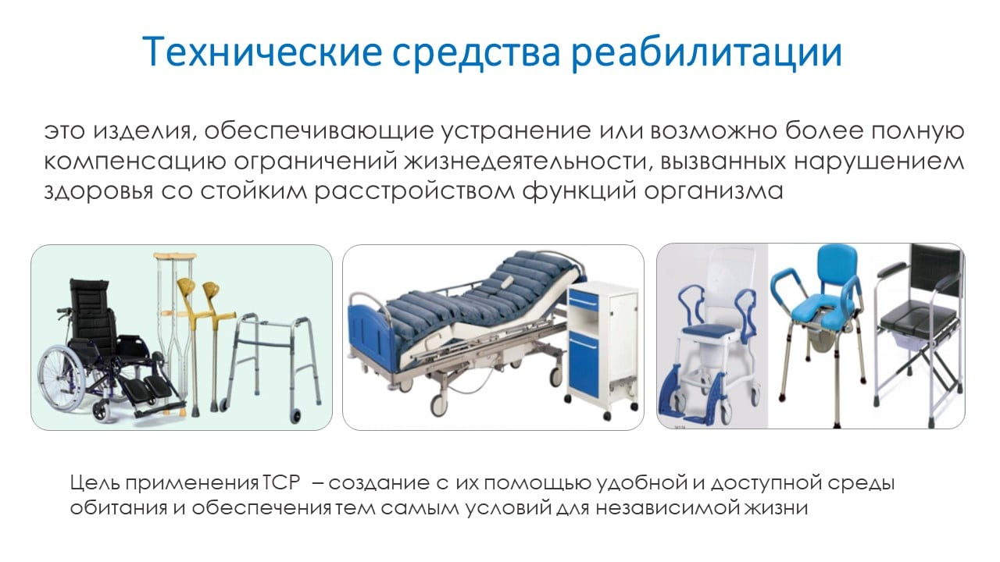 Технические средства реабилитации
это изделия, обеспечивающие устранение или возможно более полную
компенсацию ограничений жизнедеятельности, вызванных нарушением
здоровья со стойким расстройством функций организма
Цель применения ТСР – создание с их помощью удобной и доступной среды
обитания и обеспечения тем самым условий для независимой жизни